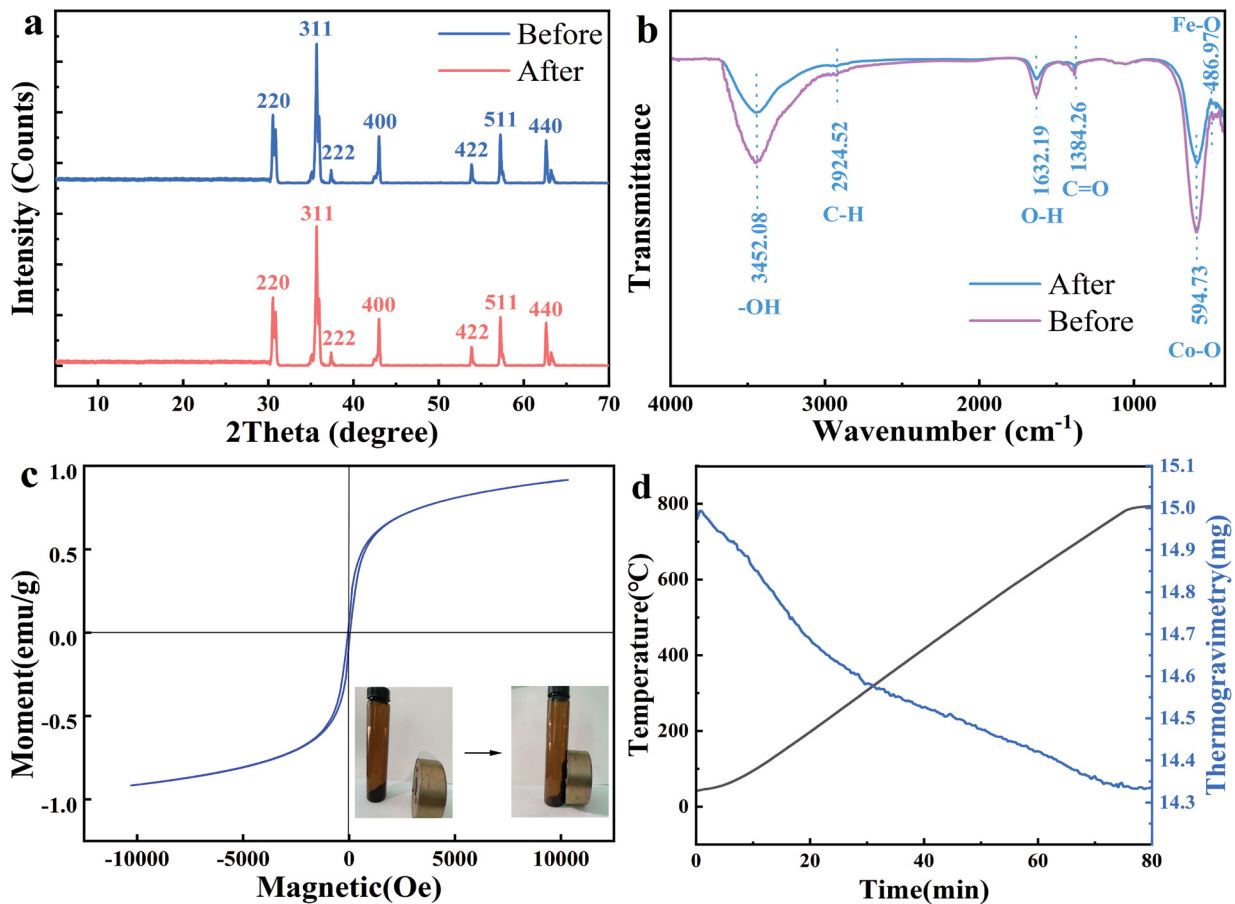 a
Before
After
311
220
222
400
422
511
440
311
220
222
400
422
511
440
Intensity (Counts)
10 20 30 40 50 60 70
2Theta (degree)
b
Fe-O
486.97
3452.08
-OH
2924.52
C-H
1632.19
O-H
1384.26
C=O
594.73
Co-O
After
Before
Transmittance
4000 3000 2000 1000
Wavenumber (cm⁻¹)
c
1.0
0.5
0.0
-0.5
-1.0
Moment(emu/g)
-10000 -5000 0 5000 10000
Magnetic(Oe)
d
800
600
400
200
0
Temperature(℃)
15.1
15.0
14.9
14.8
14.7
14.6
14.5
14.4
14.3
Thermogravimetry(mg)
0 20 40 60 80
Time(min)